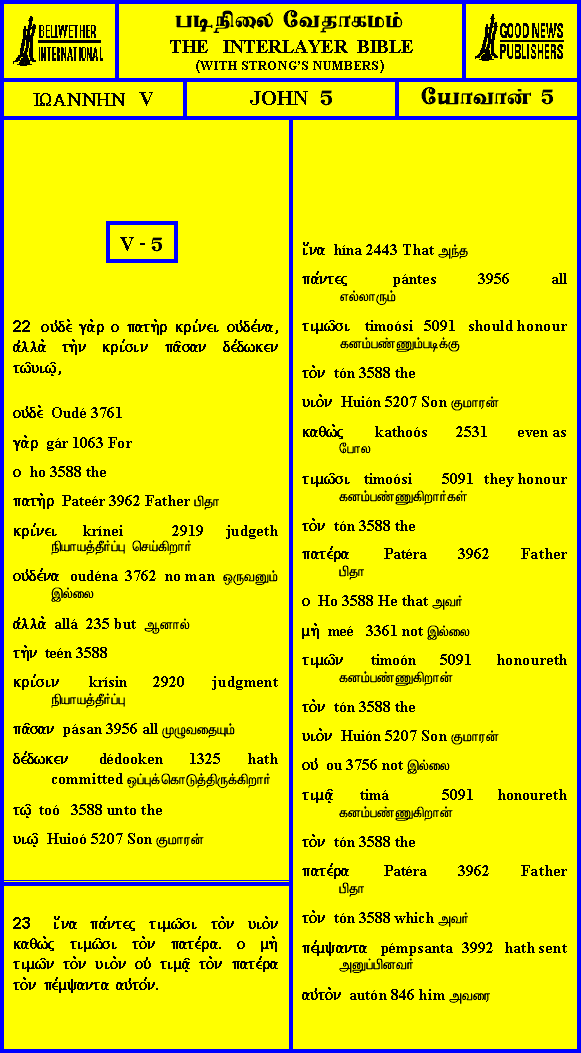 BELLWETHER
INTERNATIONAL
படிநிலை வேதாகமம்
THE INTERLAYER BIBLE
(WITH STRONG'S NUMBERS)
GOOD NEWS
PUBLISHERS
ΙΩΑΝΝΗΝ V
JOHN 5
யோவான் 5
V - 5
22 οὐδὲ γὰρ ο πατὴρ κρίνει οὐδένα,
ἀλλὰ τὴν κρίσιν πᾶσαν δέδωκεν
τῶυιῷ,
οὐδὲ Oudé 3761
γὰρ gár 1063 For
ο ho 3588 the
πατὴρ Pateér 3962 Father பிதா
κρίνει krínei 2919 judgeth
நியாயத்தீர்ப்பு செய்கிறார்
οὐδένα oudéna 3762 no man ஒருவனும்
இல்லை
ἀλλὰ allá 235 but ஆனால்
τὴν teén 3588
κρίσιν krísin 2920 judgment
நியாயத்தீர்ப்பு
πᾶσαν pásan 3956 all முழுவதையும்
δέδωκεν dédooken 1325 hath
committed ஒப்புக்கொடுத்திருக்கிறார்
τῷ toó 3588 unto the
υιῷ Huioó 5207 Son குமாரன்
23 ἵνα πάντες τιμῶσι τὸν υιὸν
καθὼς τιμῶσι τὸν πατέρα. ο μὴ
τιμῶν τὸν υιὸν οὐ τιμᾷ τὸν πατέρα
τὸν πέμψαντα αὐτόν.
ἵνα hína 2443 That அந்த
πάντες pántes 3956 all
எல்லாரும்
τιμῶσι timoósi 5091 should honour
கனம்பண்ணும்படிக்கு
τὸν tón 3588 the
υιὸν Huión 5207 Son குமாரன்
καθὼς kathoós 2531 even as
போல
τιμῶσι timoósi 5091 they honour
கனம்பண்ணுகிறார்கள்
τὸν tón 3588 the
πατέρα Patéra 3962 Father
பிதா
ο Ho 3588 He that அவர்
μὴ meé 3361 not இல்லை
τιμῶν timoón 5091 honoureth
கனம்பண்ணுகிறான்
τὸν tón 3588 the
υιὸν Huión 5207 Son குமாரன்
οὐ ou 3756 not இல்லை
τιμᾷ timá 5091 honoureth
கனம்பண்ணுகிறான்
τὸν tón 3588 the
πατέρα Patéra 3962 Father
பிதா
τὸν tón 3588 which அவர்
πέμψαντα pémpsanta 3992 hath sent
அனுப்பினவர்
αὐτὸν autón 846 him அவரை